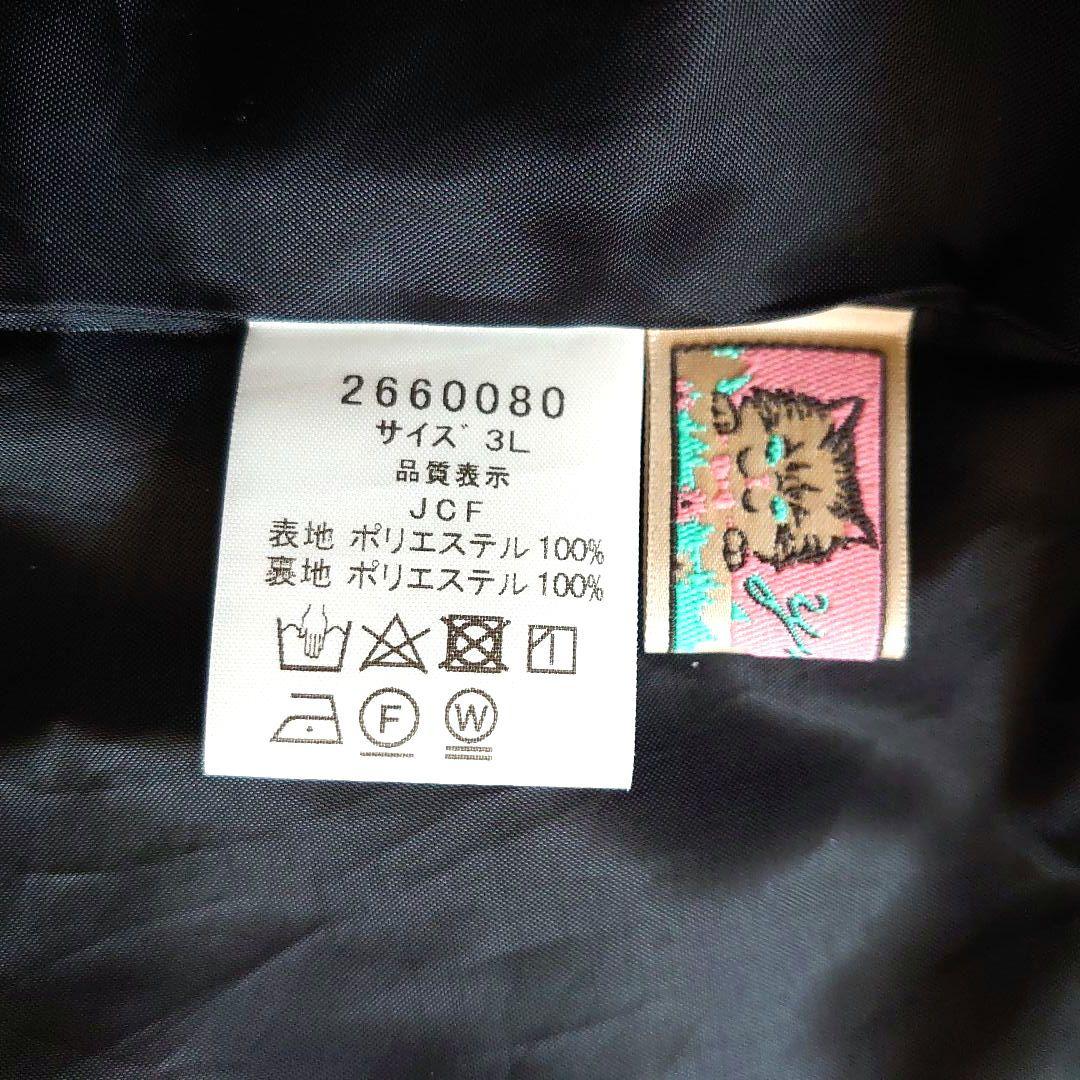 2660080
サイズ 3L
品質表示
JCF
表地 ポリエステル 100%
裏地 ポリエステル 100%
F
W